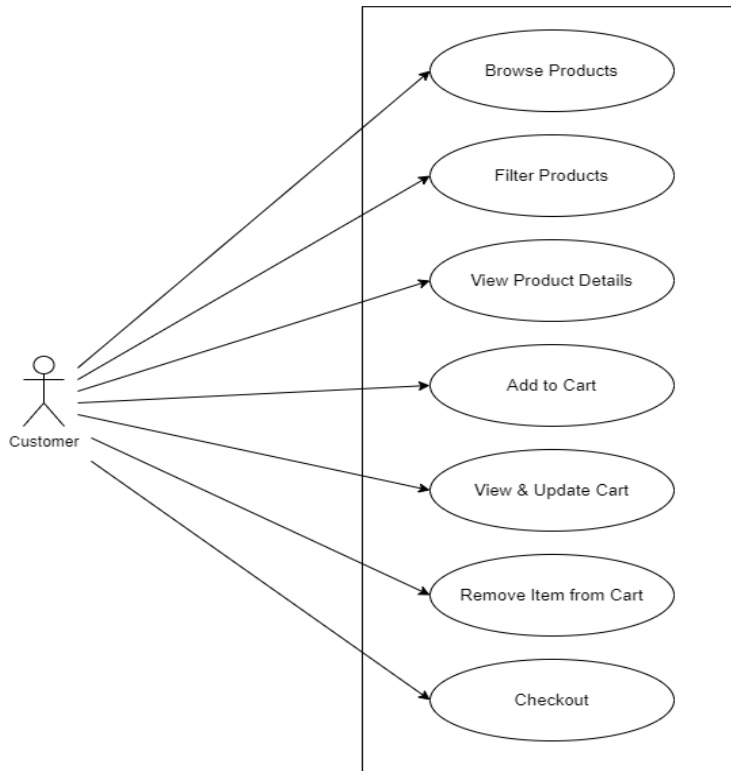 Browse Products
Filter Products
View Product Details
Add to Cart
Customer
View & Update Cart
Remove Item from Cart
Checkout